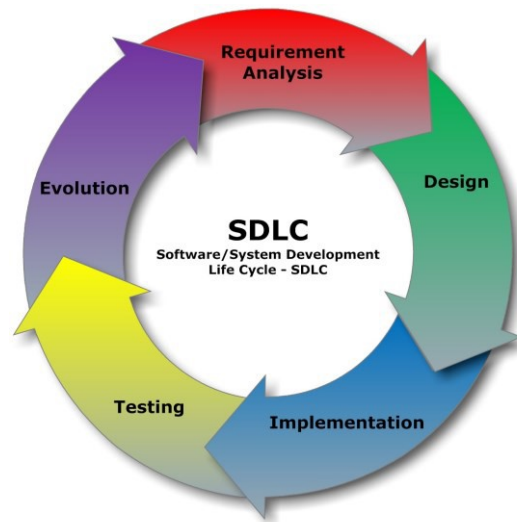 Requirement
Analysis
Design
Implementation
Testing
Evolution
SDLC
Software/System Development
Life Cycle - SDLC